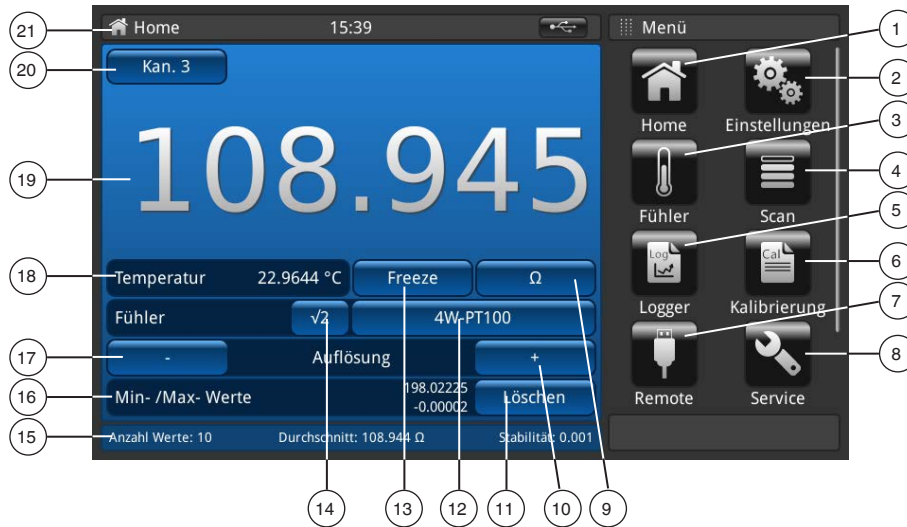 Home 15:39
Menü
Kan. 3
108.945
Temperatur 22.9644 °C Freeze Ω
Fühler √2 4W-PT100
- Auflösung +
Min- /Max- Werte 198.02225 Löschen
-0.00002
Anzahl Werte: 10 Durchschnitt: 108.944 Ω Stabilität: 0.001
Home Einstellungen
Fühler Scan
Log Cal
Logger Kalibrierung
Remote Service
1
2
3
4
5
6
7
8
9
10
11
12
13
14
15
16
17
18
19
20
21